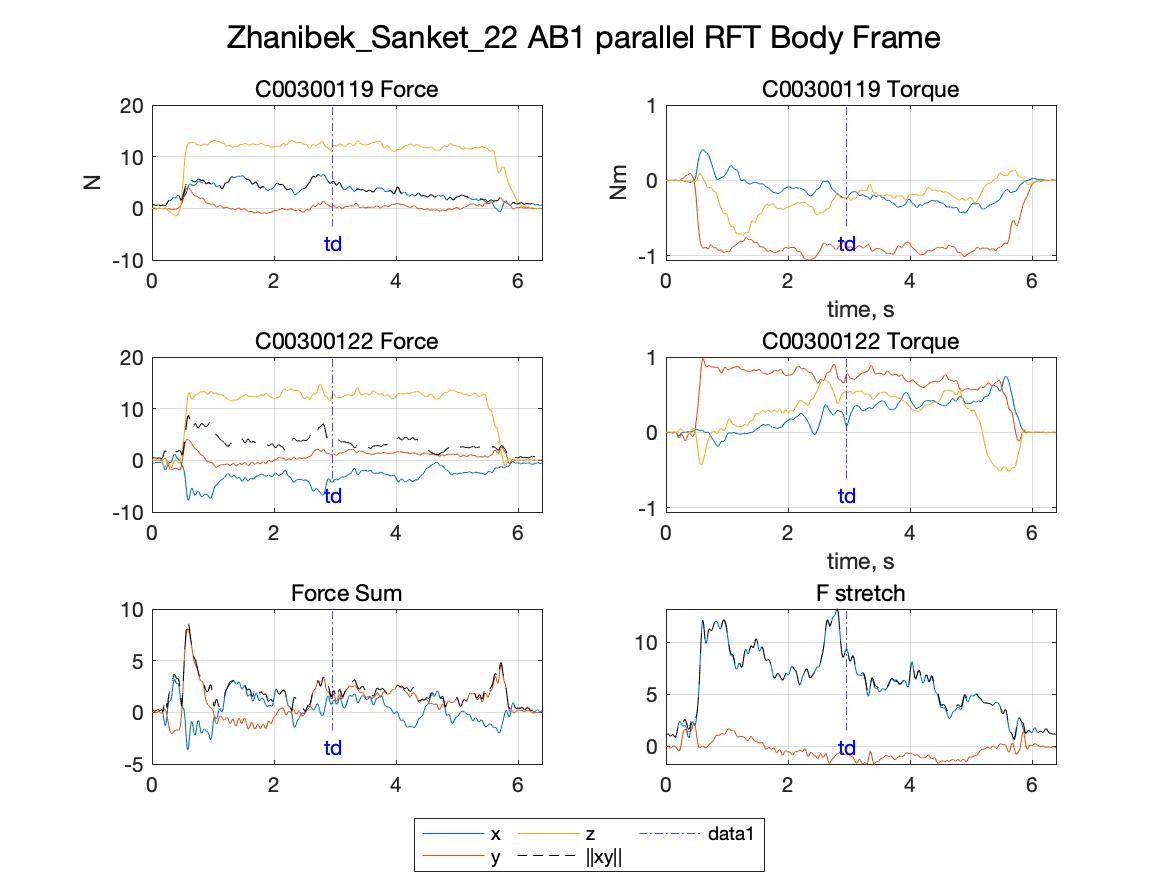 Zhanibek_Sanket_22 AB1 parallel RFT Body Frame
C00300119 Force
20
10
0
-10
N
td
0 2 4 6
C00300119 Torque
1
0
-1
Nm
td
0 2 4 6
time, s
C00300122 Force
20
10
0
-10
td
0 2 4 6
C00300122 Torque
1
0
-1
td
0 2 4 6
time, s
Force Sum
10
5
0
-5
td
0 2 4 6
F stretch
10
5
0
td
0 2 4 6
x z data1
y ||xy||